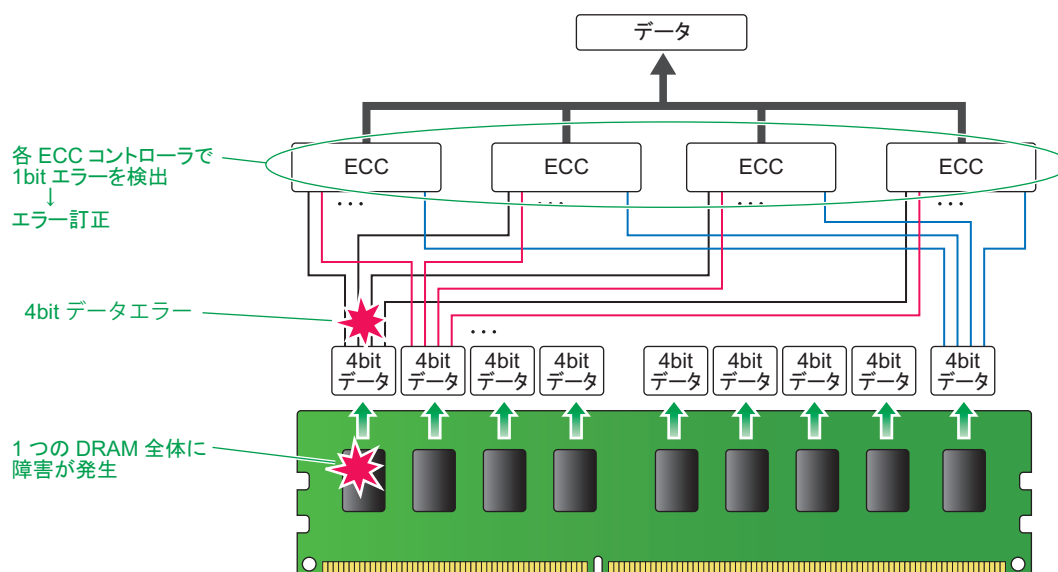 データ
ECC
ECC
ECC
ECC
各 ECC コントローラで
1bit エラーを検出
↓
エラー訂正
...
...
...
...
4bit データエラー
...
4bit
データ
4bit
データ
4bit
データ
4bit
データ
4bit
データ
4bit
データ
4bit
データ
4bit
データ
4bit
データ
1 つの DRAM 全体に
障害が発生